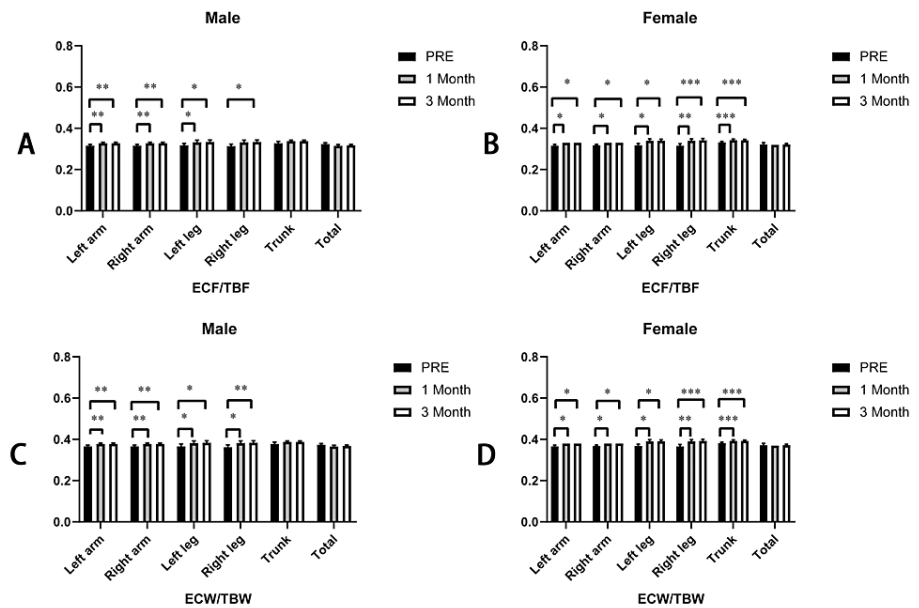 Male
0.8
0.6
0.4
0.2
0.0
** ** * *
** ** *
A
Left arm
Right arm
Left leg
Right leg
Trunk
Total
ECF/TBF
PRE
1 Month
3 Month
Female
0.8
0.6
0.4
0.2
0.0
* * * *** ***
* * * ** ***
B
Left arm
Right arm
Left leg
Right leg
Trunk
Total
ECF/TBF
PRE
1 Month
3 Month
Male
0.8
0.6
0.4
0.2
0.0
** ** * **
** ** * *
C
Left arm
Right arm
Left leg
Right leg
Trunk
Total
ECW/TBW
PRE
1 Month
3 Month
Female
0.8
0.6
0.4
0.2
0.0
* * * *** ***
* * * ** ***
D
Left arm
Right arm
Left leg
Right leg
Trunk
Total
ECW/TBW
PRE
1 Month
3 Month